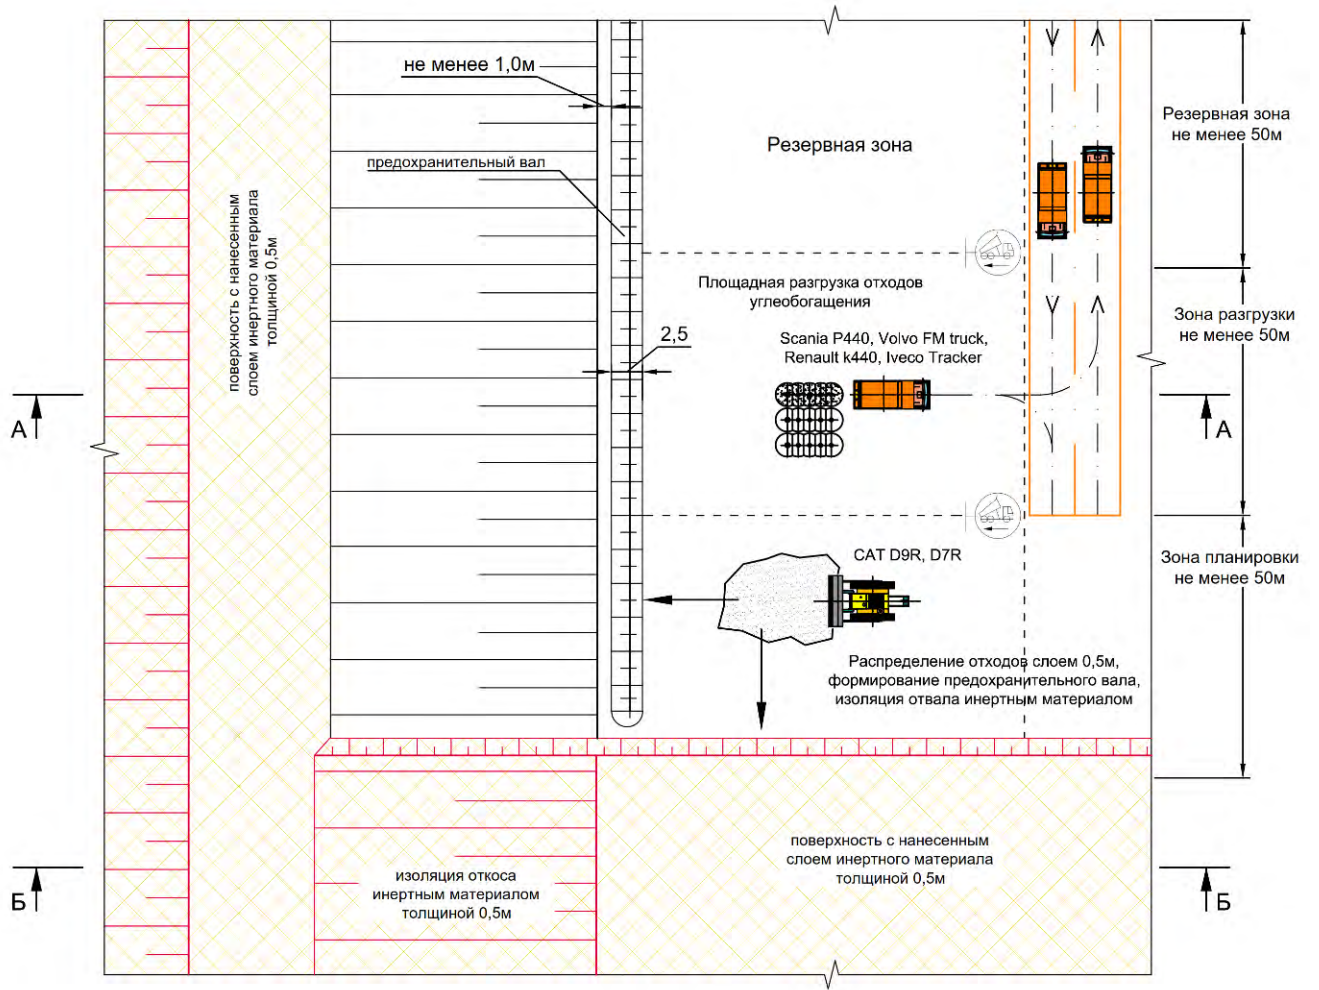 не менее 1,0м
предохранительный вал
Резервная зона
Резервная зона
не менее 50м
поверхность с нанесенным
слоем инертного материала
толщиной 0,5м
Площадная разгрузка отходов
углеобогащения
Зона разгрузки
не менее 50м
2,5
Scania P440, Volvo FM truck,
Renault k440, Iveco Tracker
А
А
CAT D9R, D7R
Зона планировки
не менее 50м
Распределение отходов слоем 0,5м,
формирование предохранительного вала,
изоляция отвала инертным материалом
поверхность с нанесенным
слоем инертного материала
толщиной 0,5м
изоляция откоса
инертным материалом
толщиной 0,5м
Б
Б